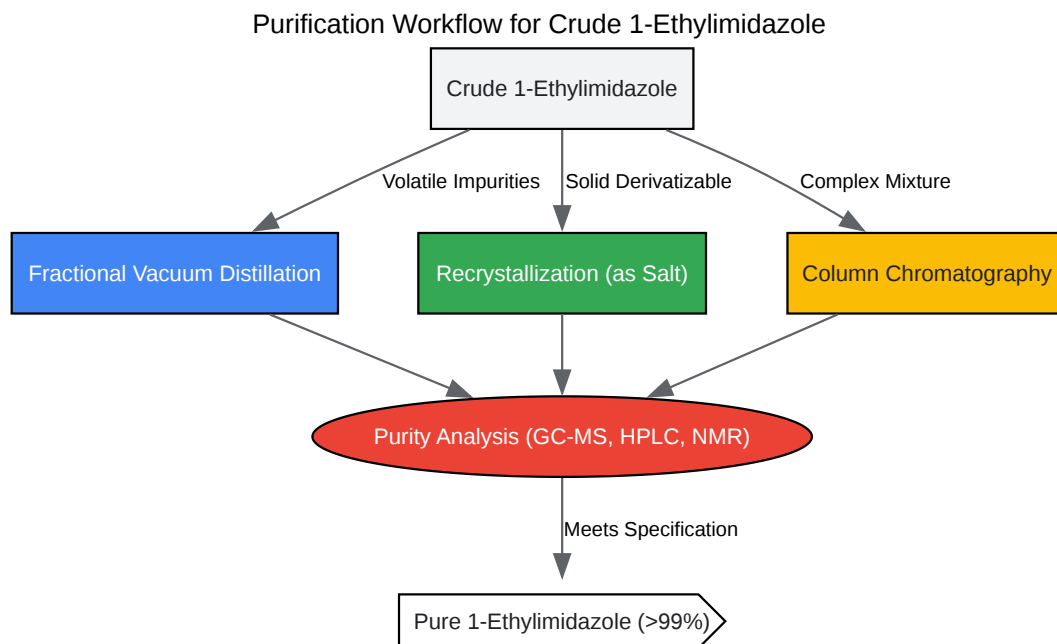 Purification Workflow for Crude 1-Ethylimidazole
Crude 1-Ethylimidazole
Volatile Impurities
Solid Derivatizable
Complex Mixture
Fractional Vacuum Distillation
Recrystallization (as Salt)
Column Chromatography
Purity Analysis (GC-MS, HPLC, NMR)
Meets Specification
Pure 1-Ethylimidazole (>99%)